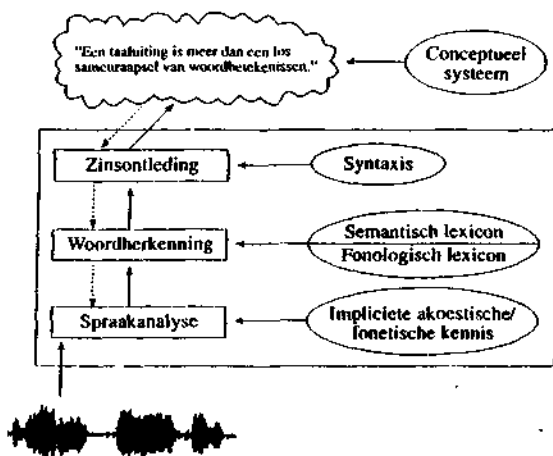 "Een taaluiting is meer dan een los
samenraapsel van woordbetekenissen."
Conceptueel
systeem
Zinsontleding
Syntaxis
Woordherkenning
Semantisch lexicon
Fonologisch lexicon
Spraakanalyse
Impliciete akoestische/
fonetische kennis